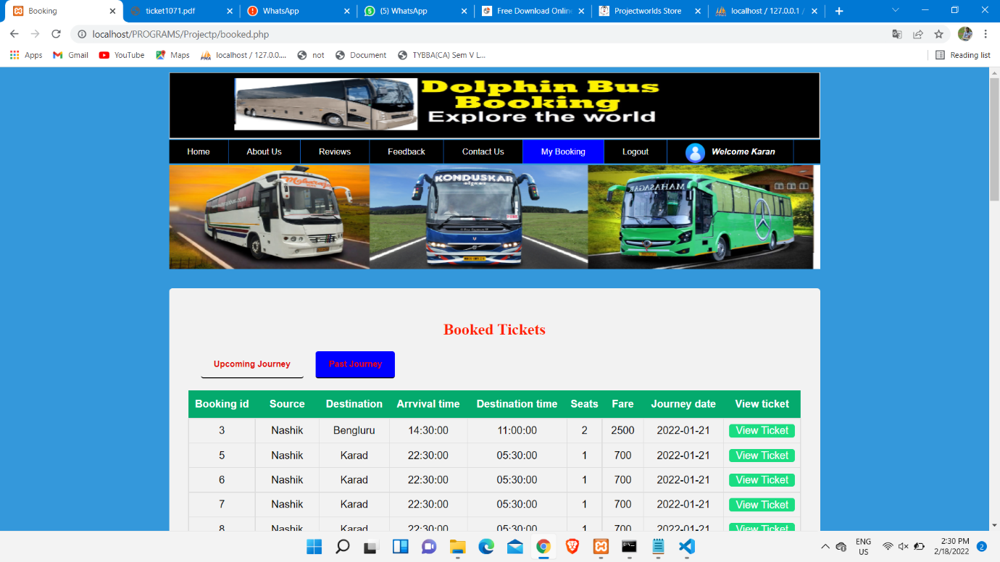 Booking
ticket1071.pdf
WhatsApp
(5) WhatsApp
Free Download Onlin
Projectworlds Store
localhost / 127.0.0.1 /
localhost/PROGRAMS/Projectp/booked.php
Apps
Gmail
YouTube
Maps
localhost / 127.0.0....
not
Document
TYBBA(CA) Sem V L...
Reading list
Dolphin Bus
Booking
Explore the world
Home
About Us
Reviews
Feedback
Contact Us
My Booking
Logout
Welcome Karan
KONDUSKAR
MAHASAGAR
Booked Tickets
Upcoming Journey
Past Journey
Booking id Source Destination Arrvival time Destination time Seats Fare Journey date View ticket
3 Nashik Bengluru 14:30:00 11:00:00 2 2500 2022-01-21 View Ticket
5 Nashik Karad 22:30:00 05:30:00 1 700 2022-01-21 View Ticket
6 Nashik Karad 22:30:00 05:30:00 1 700 2022-01-21 View Ticket
7 Nashik Karad 22:30:00 05:30:00 1 700 2022-01-21 View Ticket
8 Nashik Karad 22:30:00 05:30:00 1 700 2022-01-21 View Ticket
ENG
US
2:30 PM
2/18/2022
2